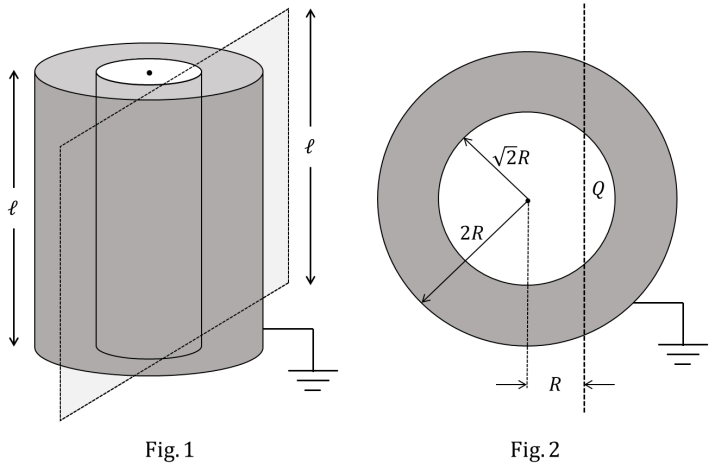 ℓ
ℓ
√2R
2R
Q
R
Fig. 1
Fig. 2